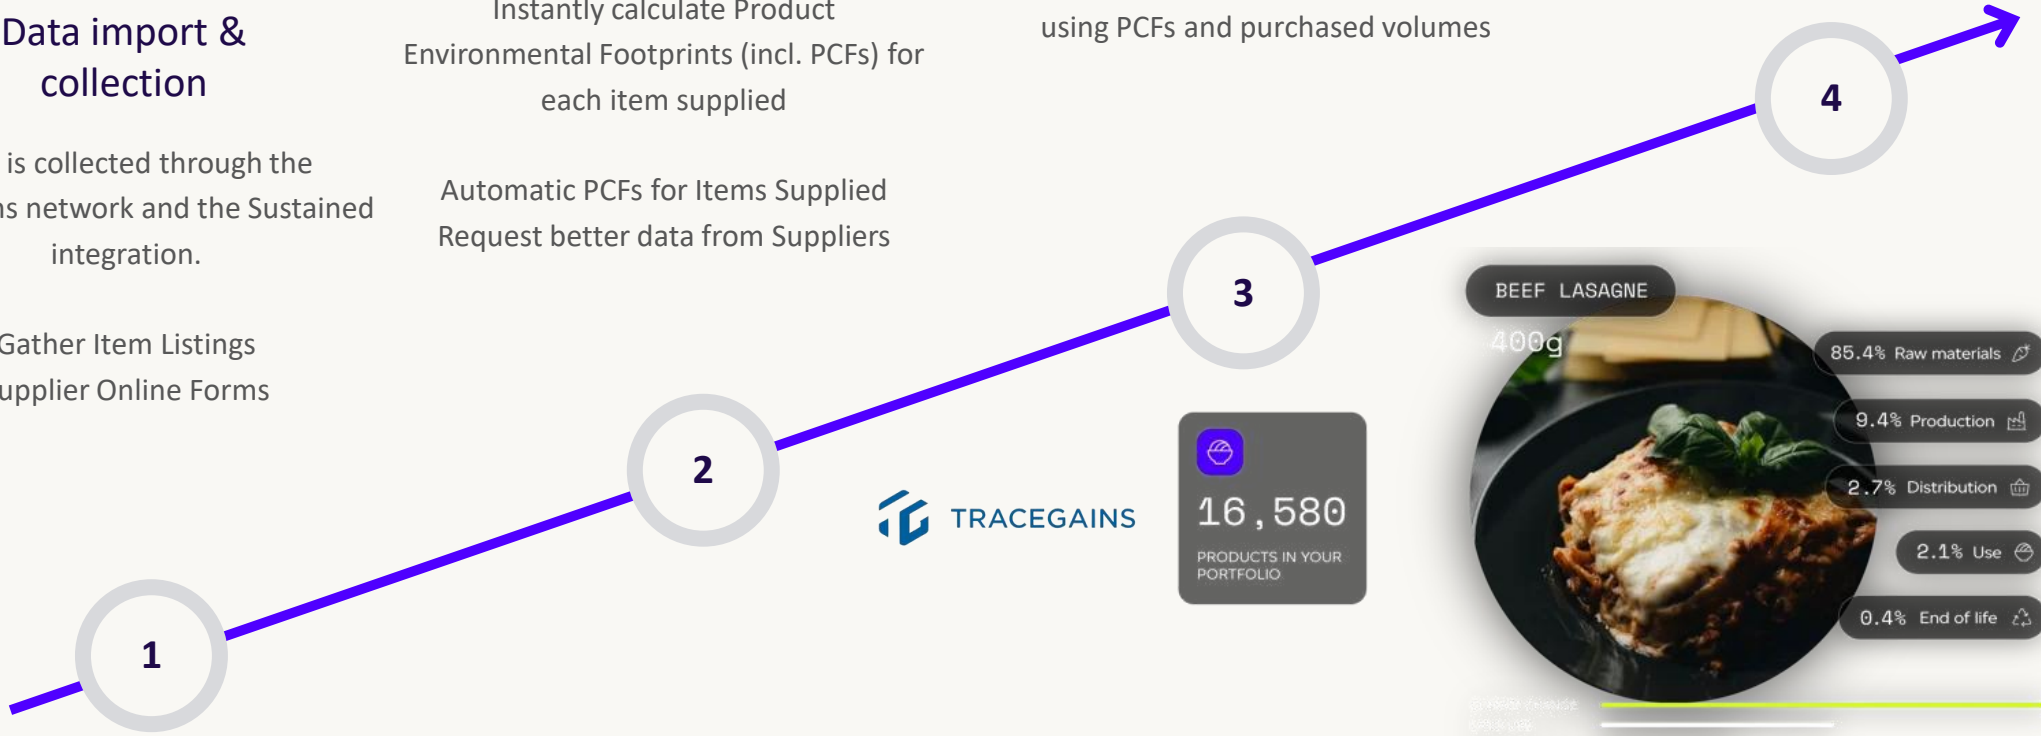 Data import &
collection
is collected through the
ns network and the Sustained
integration.
Gather Item Listings
upplier Online Forms
Instantly calculate Product
Environmental Footprints (incl. PCFs) for
each item supplied
Automatic PCFs for Items Supplied
Request better data from Suppliers
using PCFs and purchased volumes
1
2
3
4
TRACEGAINS
16,580
PRODUCTS IN YOUR
PORTFOLIO
BEEF LASAGNE
400g
85.4% Raw materials
9.4% Production
2.7% Distribution
2.1% Use
0.4% End of life